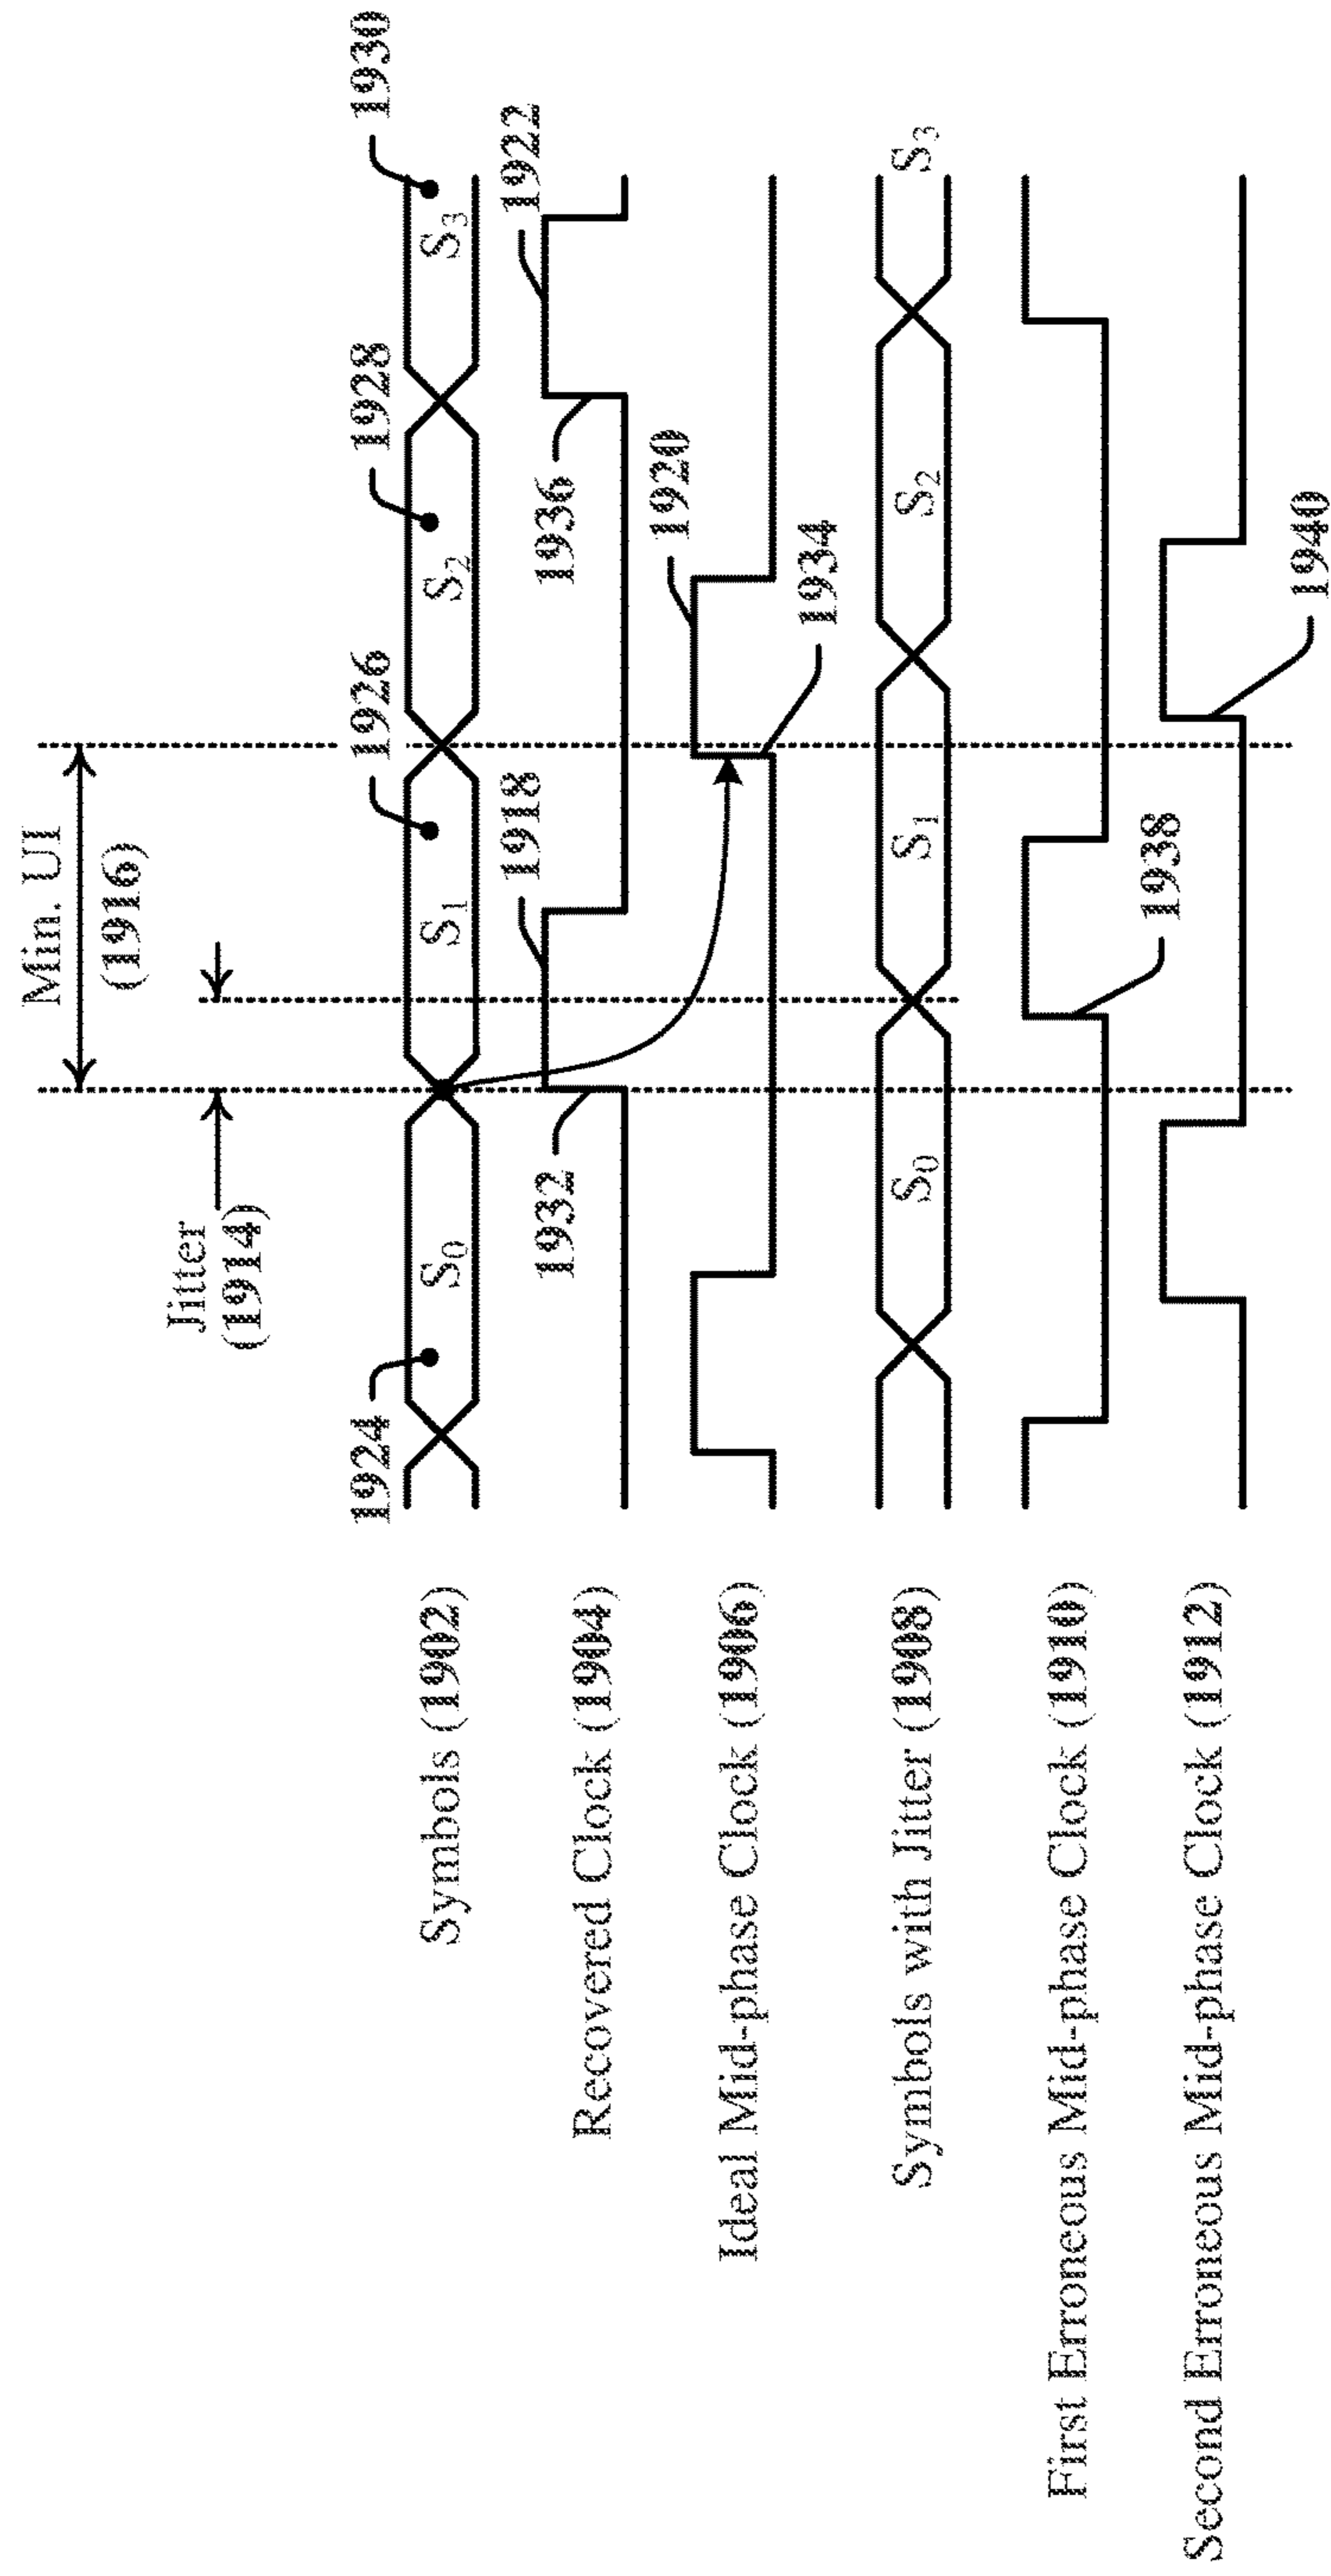 Min. UI
(1916)
Jitter
(1914)
1924
1926
1928
1930
Symbols (1902)
S0
S1
S2
S3
1932
1918
1936
1922
Recovered Clock (1904)
1920
Ideal Mid-phase Clock (1906)
1934
Symbols with Jitter (1908)
S0
S1
S2
S3
First Erroneous Mid-phase Clock (1910)
1938
Second Erroneous Mid-phase Clock (1912)
1940